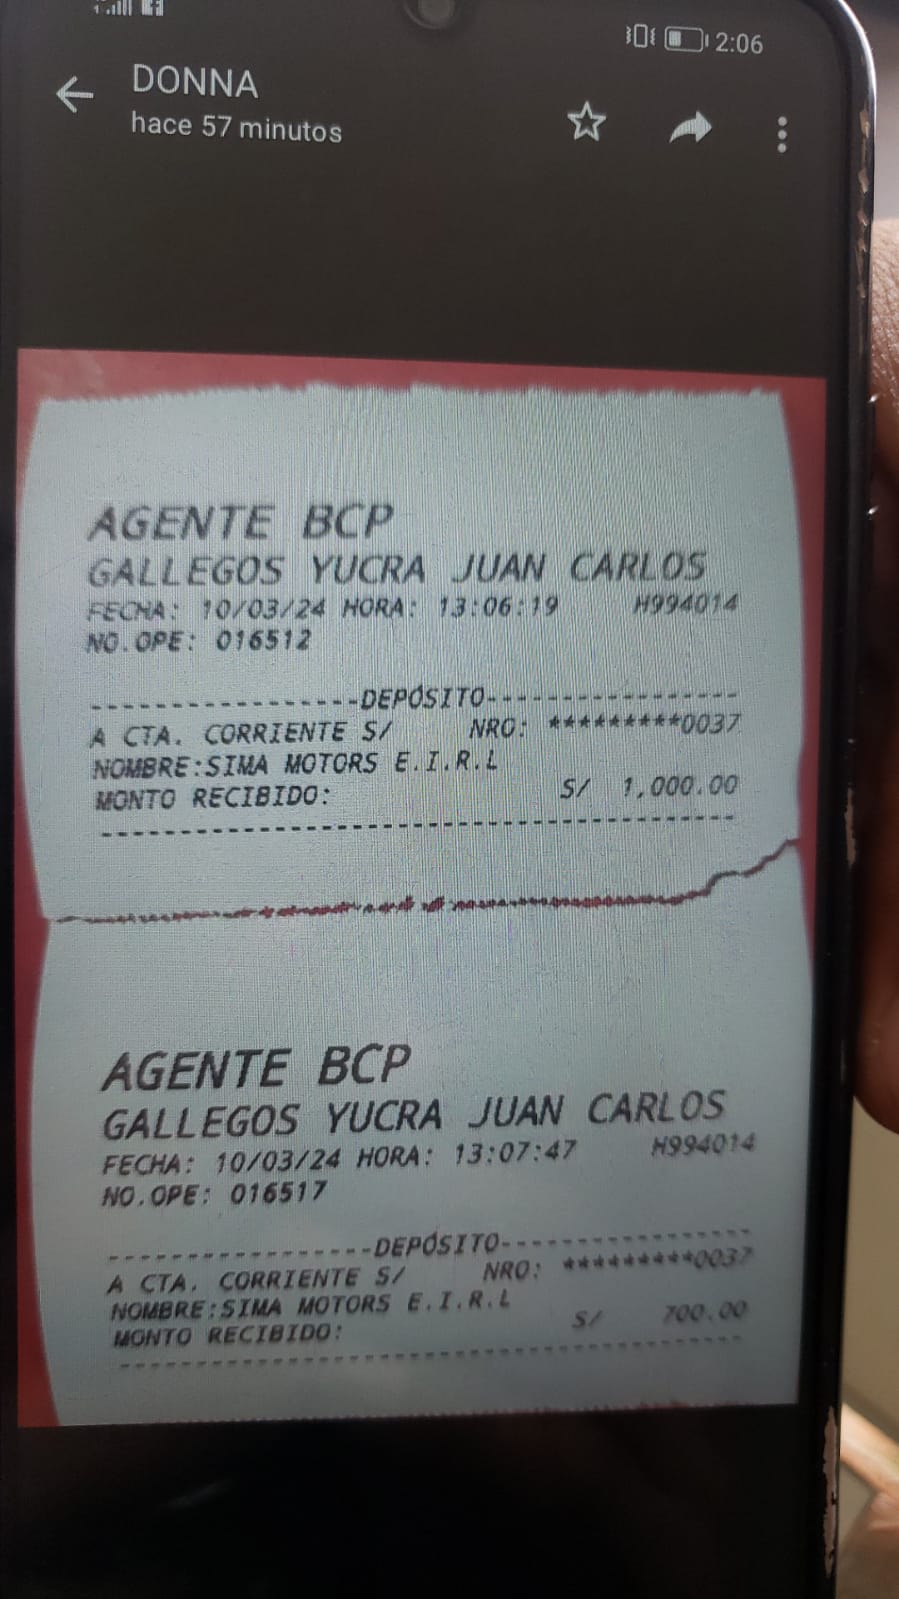 2:06
DONNA
hace 57 minutos
AGENTE BCP
GALLEGOS YUCRA JUAN CARLOS
FECHA: 10/03/24 HORA: 13:06:19 H994014
NO.OPE: 016512
-----------------DEPÓSITO----------------
A CTA. CORRIENTE S/ NRO: *********0037
NOMBRE:SIMA MOTORS E.I.R.L
MONTO RECIBIDO: S/ 1,000.00
AGENTE BCP
GALLEGOS YUCRA JUAN CARLOS
FECHA: 10/03/24 HORA: 13:07:47 H994014
NO.OPE: 016517
-----------------DEPÓSITO----------------
A CTA. CORRIENTE S/ NRO: *********0037
NOMBRE:SIMA MOTORS E.I.R.L
MONTO RECIBIDO: S/ 700.00